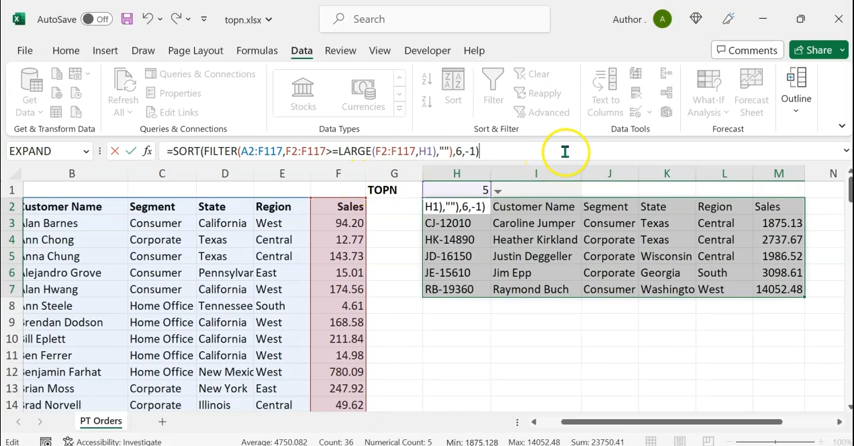 AutoSave Off topn.xlsx Search Author . A
File Home Insert Draw Page Layout Formulas Data Review View Developer Help Comments Share
Get Data Refresh All Queries & Connections Properties Edit Links Stocks Currencies Sort Filter Clear Reapply Advanced Text to Columns What-If Analysis Forecast Sheet Outline
Get & Transform Data Queries & Connections Data Types Sort & Filter Data Tools Forecast
EXPAND =SORT(FILTER(A2:F117,F2:F117>=LARGE(F2:F117,H1),""),6,-1)
B C D E F G H I J K L M N
1 TOPN 5
2 Customer Name Segment State Region Sales H1),""),6,-1) Customer Name Segment State Region Sales
3 Alan Barnes Consumer California West 94.20 CJ-12010 Caroline Jumper Consumer Texas Central 1875.13
4 Ann Chong Corporate Texas Central 12.77 HK-14890 Heather Kirkland Corporate Texas Central 2737.67
5 Anna Chung Consumer Texas Central 143.73 JD-16150 Justin Deggeller Corporate Wisconsin Central 1986.52
6 Alejandro Grove Consumer Pennsylvar East 15.01 JE-15610 Jim Epp Corporate Georgia South 3098.61
7 Alan Hwang Consumer California West 174.56 RB-19360 Raymond Buch Consumer Washingto West 14052.48
8 Ann Steele Home Office Tennessee South 4.61
9 Brendan Dodson Home Office California West 168.58
10 Bill Eplett Home Office California West 211.84
11 Ben Ferrer Home Office California West 14.98
12 Benjamin Farhat Home Office New Mexic West 780.09
13 Brian Moss Corporate New York East 247.92
14 Brad Norvell Corporate Illinois Central 49.62
PT Orders
Edit Accessibility: Investigate Average: 4750.082 Count: 36 Numerical Count: 5 Min: 1875.128 Max: 14052.48 Sum: 23750.41 100%